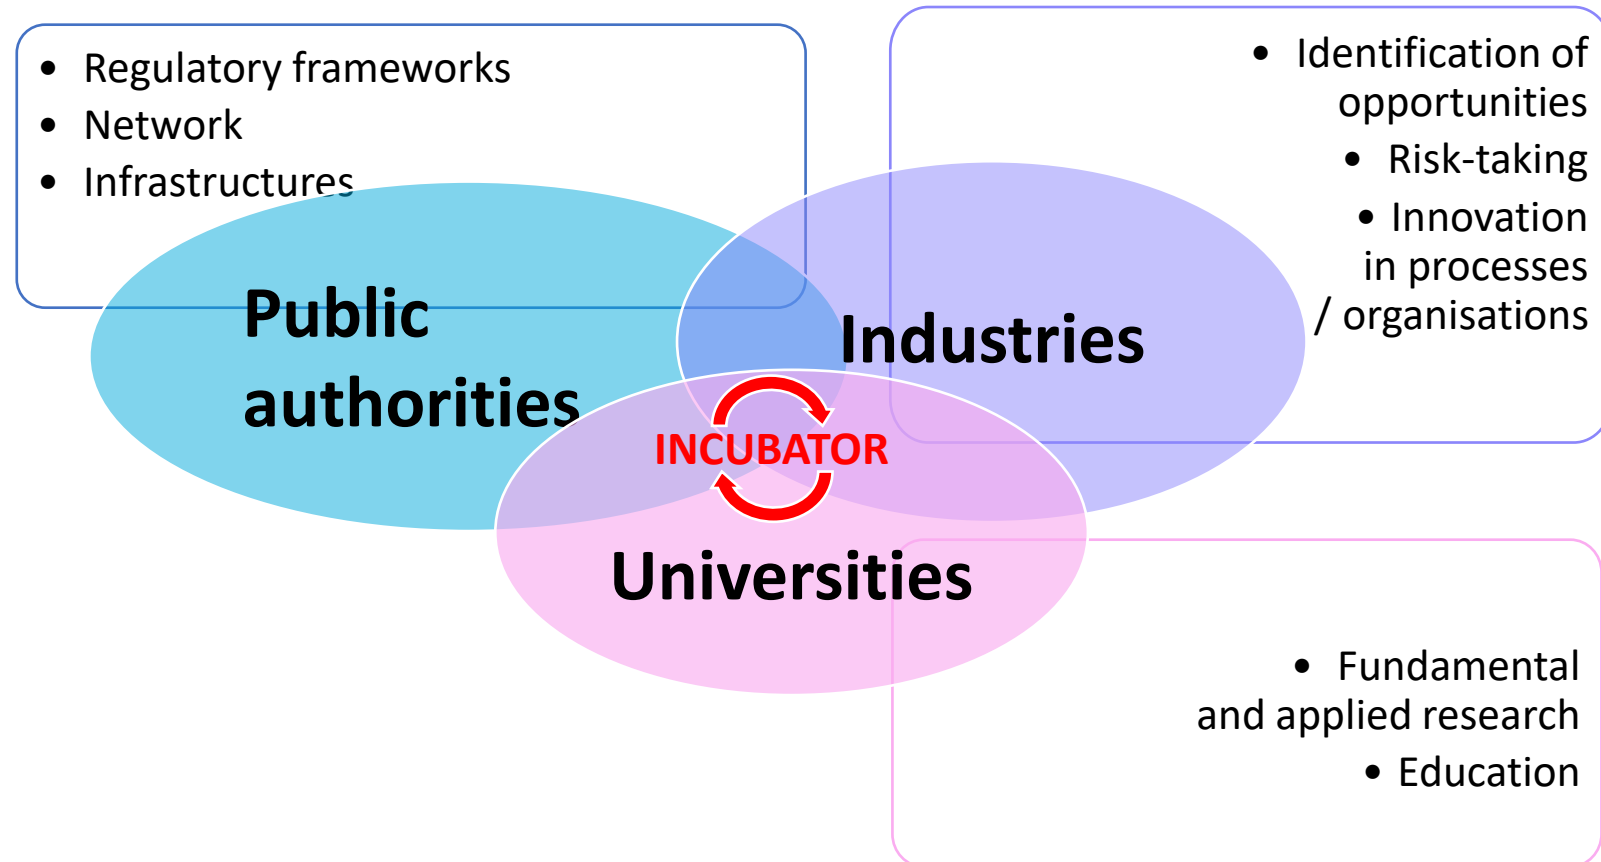 • Regulatory frameworks
• Network
• Infrastructures
• Identification of
opportunities
• Risk-taking
• Innovation
in processes
/ organisations
Public
authorities
Industries
INCUBATOR
Universities
• Fundamental
and applied research
• Education